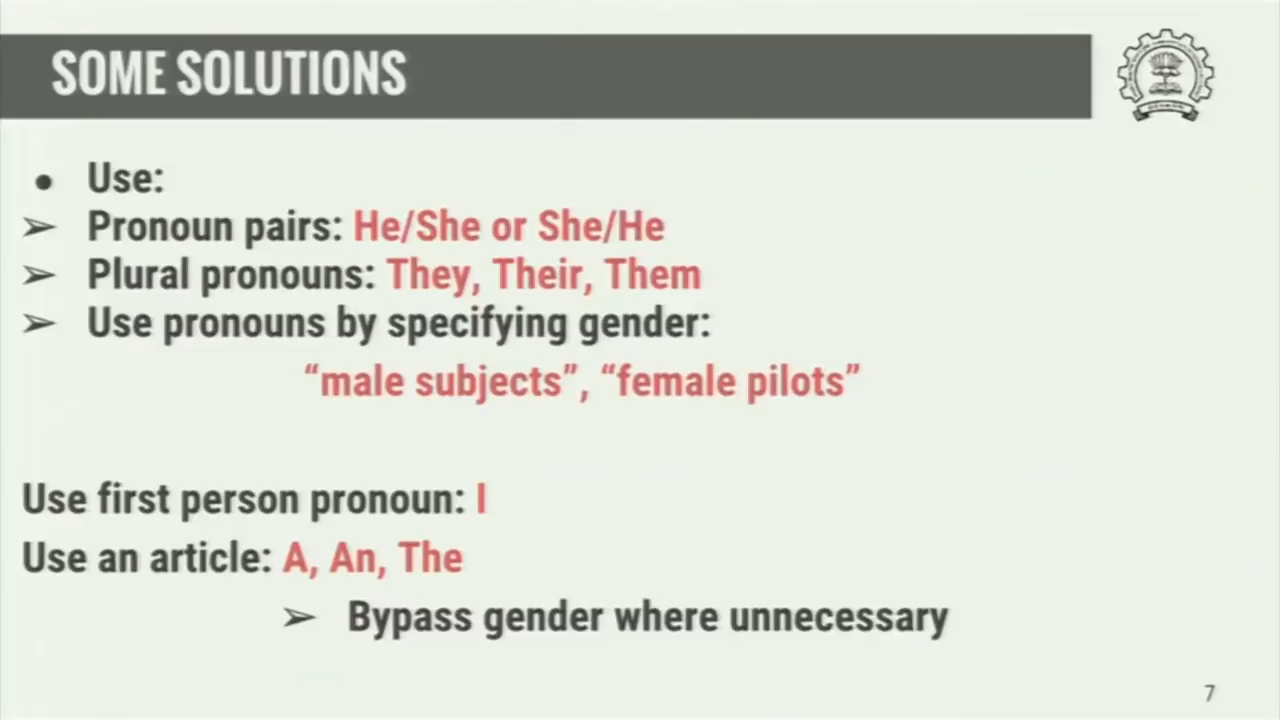 SOME SOLUTIONS
● Use:
➢ Pronoun pairs: He/She or She/He
➢ Plural pronouns: They, Their, Them
➢ Use pronouns by specifying gender:
“male subjects”, “female pilots”
Use first person pronoun: I
Use an article: A, An, The
➢ Bypass gender where unnecessary
7